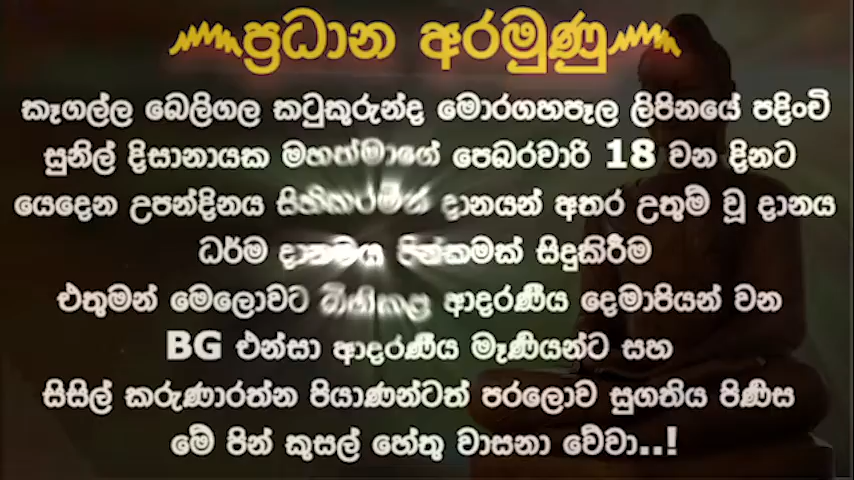 ප්‍රධාන අරමුණු
කෑගල්ල බෙලිගල කටුකුරුන්ද මොරගහපෑල ලිපිනයේ පදිංචි
සුනිල් දිසානායක මහත්මාගේ පෙබරවාරි 18 වන දිනට
යෙදෙන උපන්දිනය සිහිකරමින් දානයන් අතර උතුම් වූ දානය
ධර්ම දානමය පින්කමක් සිදුකිරීම
එතුමන් මෙලොවට බිහිකළ ආදරණීය දෙමාපියන් වන
BG එන්සා ආදරණීය මෑණියන්ට සහ
සිසිල් කරුණාරත්න පියාණන්ටත් පරලොව සුගතිය පිණිස
මේ පින් කුසල් හේතු වාසනා වේවා..!